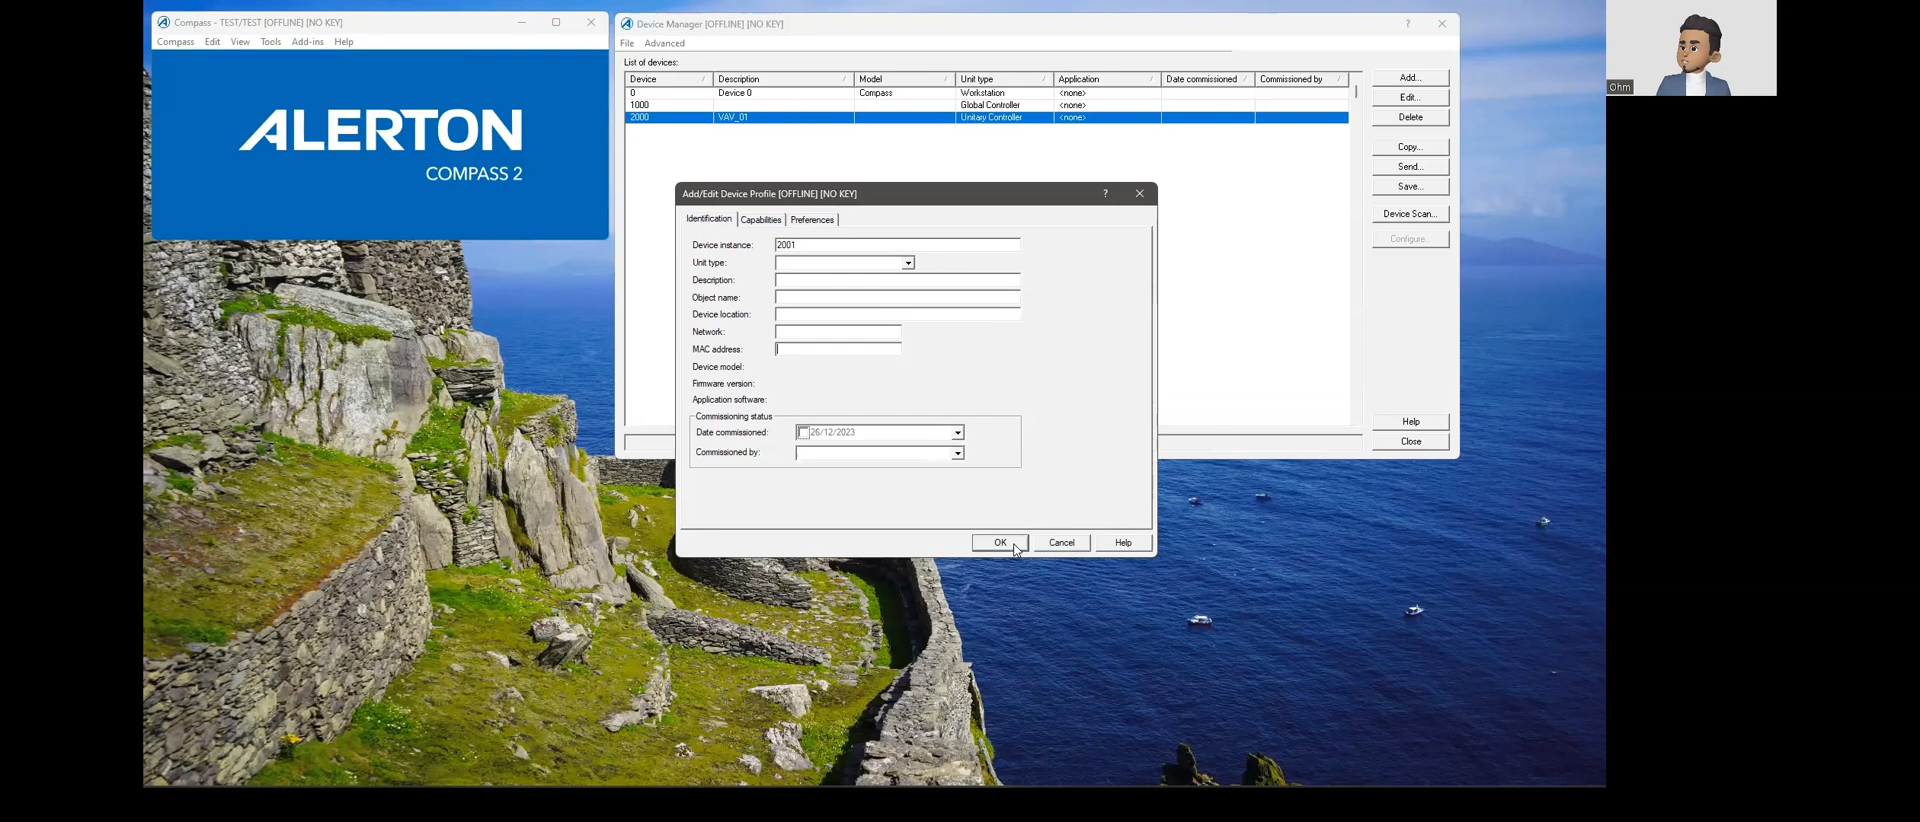 Compass - TEST/TEST [OFFLINE] [NO KEY]
Compass Edit View Tools Add-ins Help
ALERTON
COMPASS 2
Device Manager [OFFLINE] [NO KEY]
File Advanced
List of devices:
Device Description Model Unit type Application Date commissioned Commissioned by
0 Device 0 Compass Workstation <none>
1000 Global Controller <none>
2000 VAV_01 Unitary Controller <none>
Add...
Edit...
Delete
Copy...
Send...
Save...
Device Scan...
Configure...
Help
Close
Add/Edit Device Profile [OFFLINE] [NO KEY]
Identification Capabilities Preferences
Device instance: 2001
Unit type:
Description:
Object name:
Device location:
Network:
MAC address:
Device model:
Firmware version:
Application software:
Commissioning status
Date commissioned: 26/12/2023
Commissioned by:
OK Cancel Help
Ohm